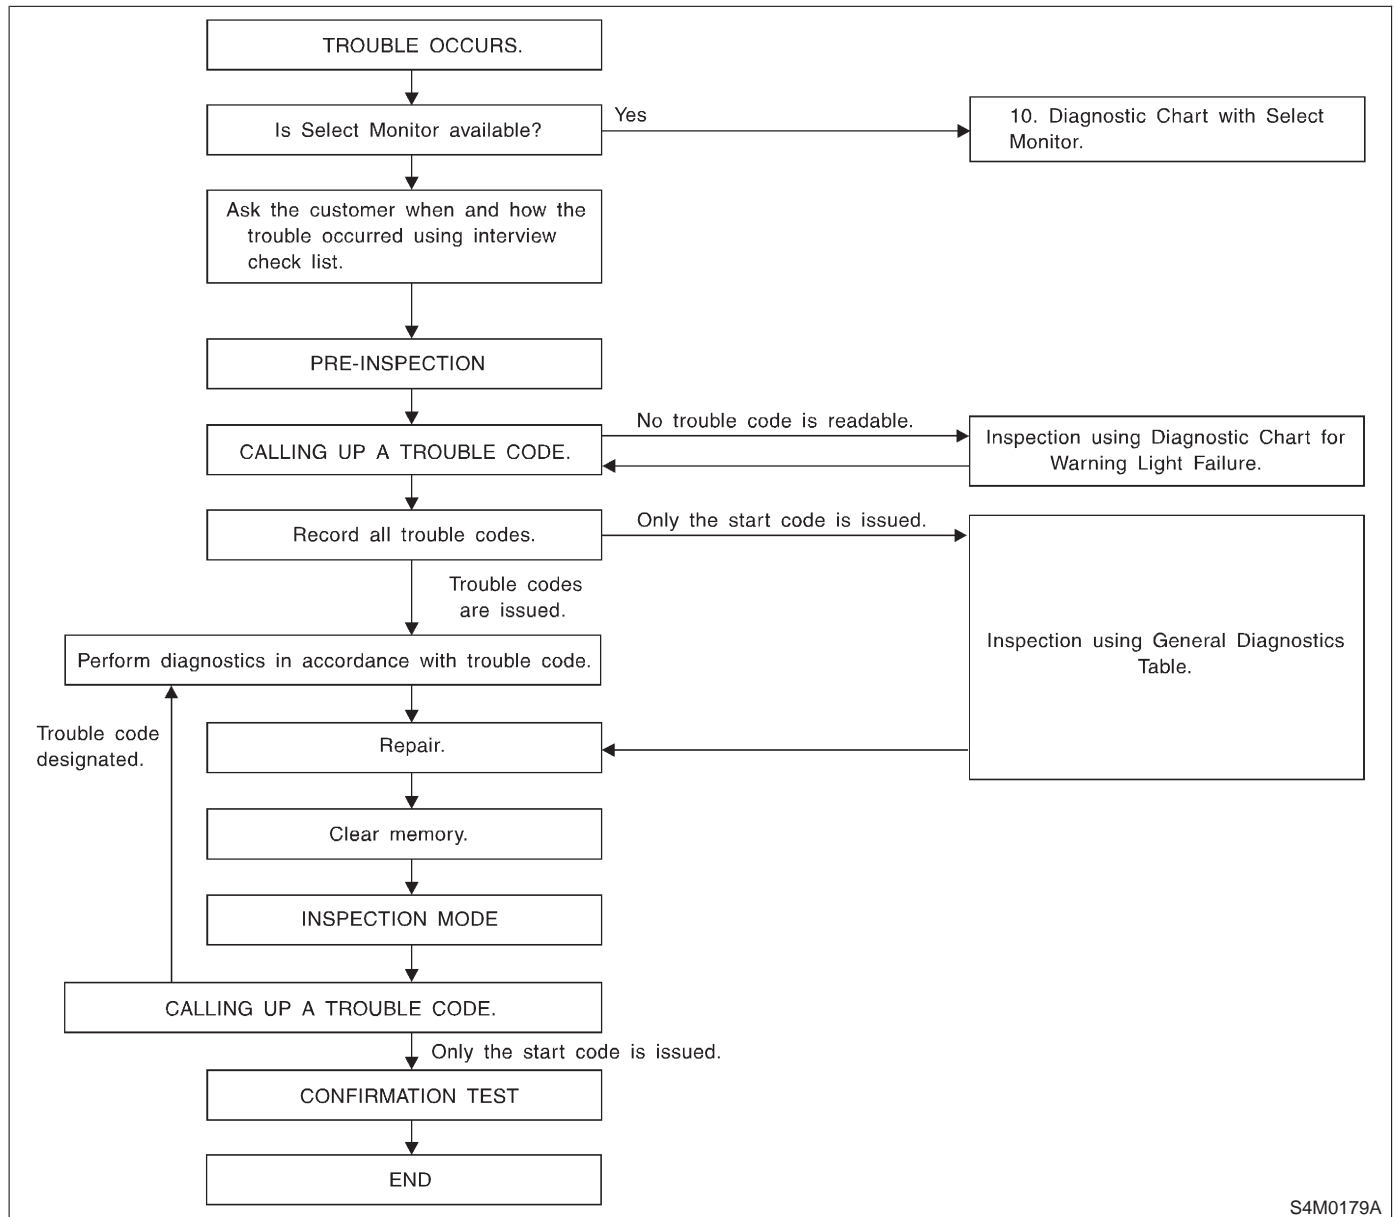 TROUBLE OCCURS.
Is Select Monitor available?
Yes
10. Diagnostic Chart with Select
Monitor.
Ask the customer when and how the
trouble occurred using interview
check list.
PRE-INSPECTION
CALLING UP A TROUBLE CODE.
No trouble code is readable.
Inspection using Diagnostic Chart for
Warning Light Failure.
Record all trouble codes.
Only the start code is issued.
Trouble codes
are issued.
Inspection using General Diagnostics
Table.
Perform diagnostics in accordance with trouble code.
Trouble code
designated.
Repair.
Clear memory.
INSPECTION MODE
CALLING UP A TROUBLE CODE.
Only the start code is issued.
CONFIRMATION TEST
END
S4M0179A